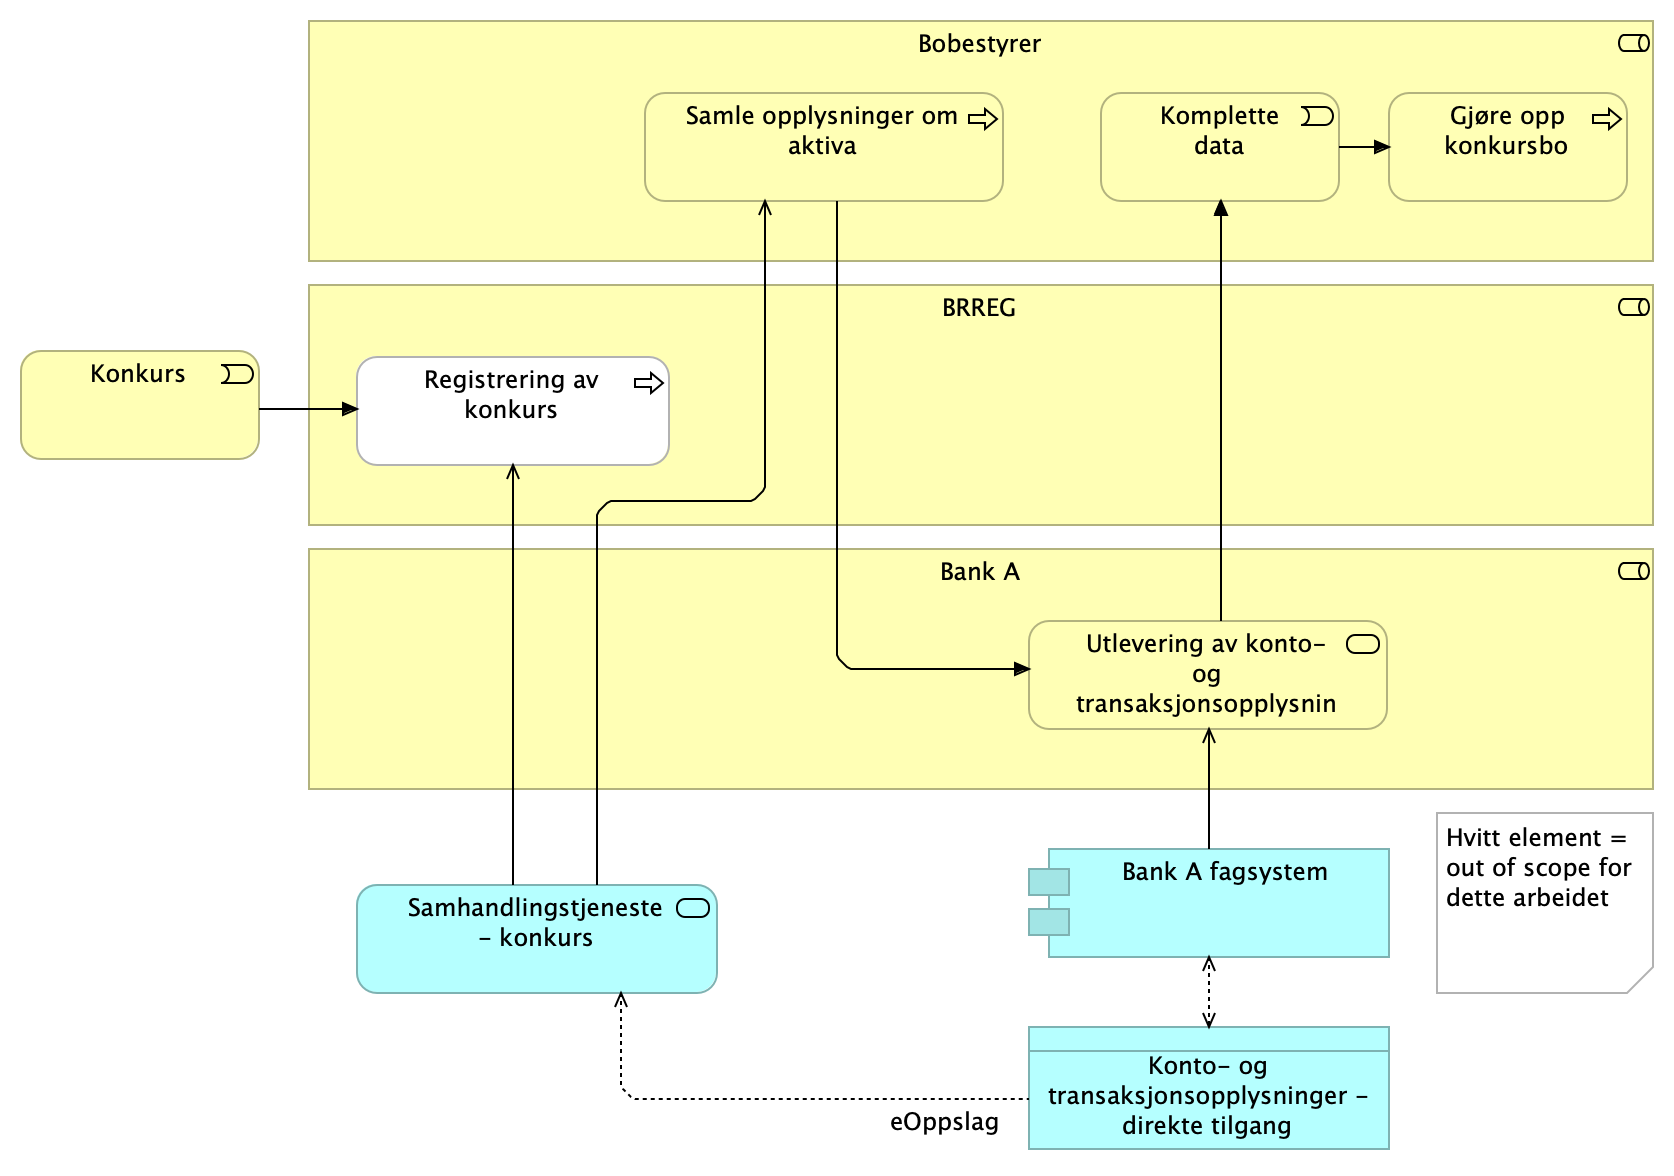 Bobestyrer
Samle opplysninger om
aktiva
Komplette
data
Gjøre opp
konkursbo
BRREG
Konkurs
Registrering av
konkurs
Bank A
Utlevering av konto-
og
transaksjonsopplysnin
Hvitt element =
out of scope for
dette arbeidet
Bank A fagsystem
Samhandlingstjeneste
- konkurs
Konto- og
transaksjonsopplysninger -
direkte tilgang
eOppslag